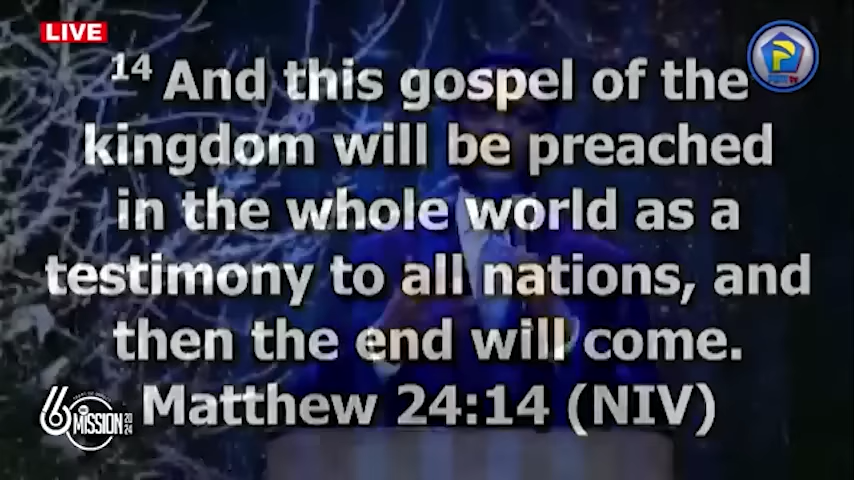 LIVE
14 And this gospel of the
kingdom will be preached
in the whole world as a
testimony to all nations, and
then the end will come.
Matthew 24:14 (NIV)
MISSION
2024